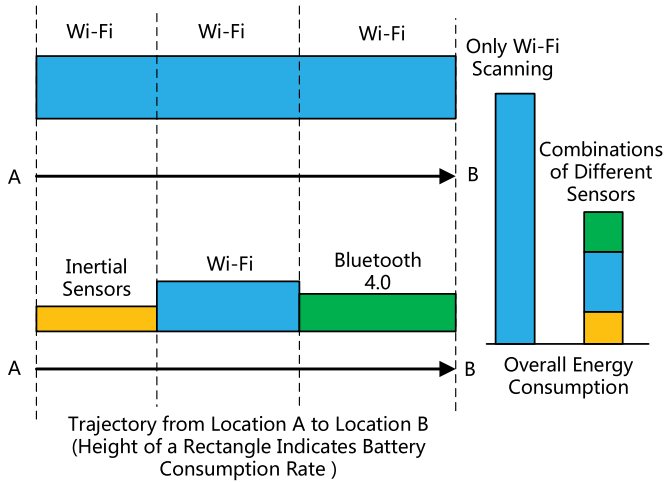 Wi-Fi
Wi-Fi
Wi-Fi
Only Wi-Fi
Scanning
A
B
Combinations
of Different
Sensors
Inertial
Sensors
Wi-Fi
Bluetooth
4.0
A
B
Overall Energy
Consumption
Trajectory from Location A to Location B
(Height of a Rectangle Indicates Battery
Consumption Rate )